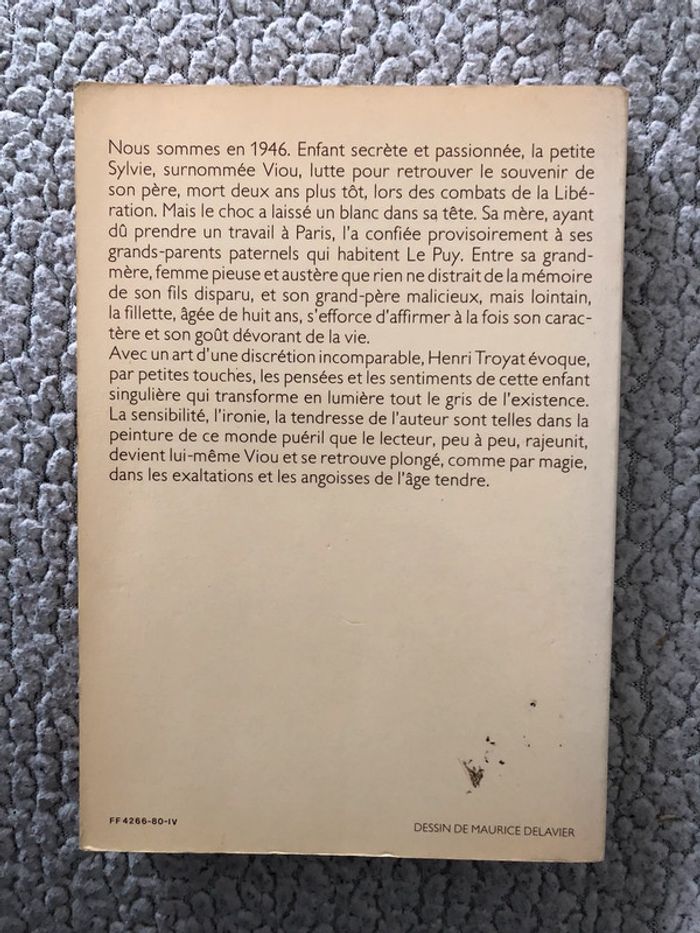 Nous sommes en 1946. Enfant secrète et passionnée, la petite
Sylvie, surnommée Viou, lutte pour retrouver le souvenir de
son père, mort deux ans plus tôt, lors des combats de la Libé-
ration. Mais le choc a laissé un blanc dans sa tête. Sa mère, ayant
dû prendre un travail à Paris, l'a confiée provisoirement à ses
grands-parents paternels qui habitent Le Puy. Entre sa grand-
mère, femme pieuse et austère que rien ne distrait de la mémoire
de son fils disparu, et son grand-père malicieux, mais lointain,
la fillette, âgée de huit ans, s'efforce d'affirmer à la fois son carac-
tère et son goût dévorant de la vie.
Avec un art d'une discrétion incomparable, Henri Troyat évoque,
par petites touches, les pensées et les sentiments de cette enfant
singulière qui transforme en lumière tout le gris de l'existence.
La sensibilité, l'ironie, la tendresse de l'auteur sont telles dans la
peinture de ce monde puéril que le lecteur, peu à peu, rajeunit,
devient lui-même Viou et se retrouve plongé, comme par magie,
dans les exaltations et les angoisses de l'âge tendre.
FF 4266-80-IV
DESSIN DE MAURICE DELAVIER